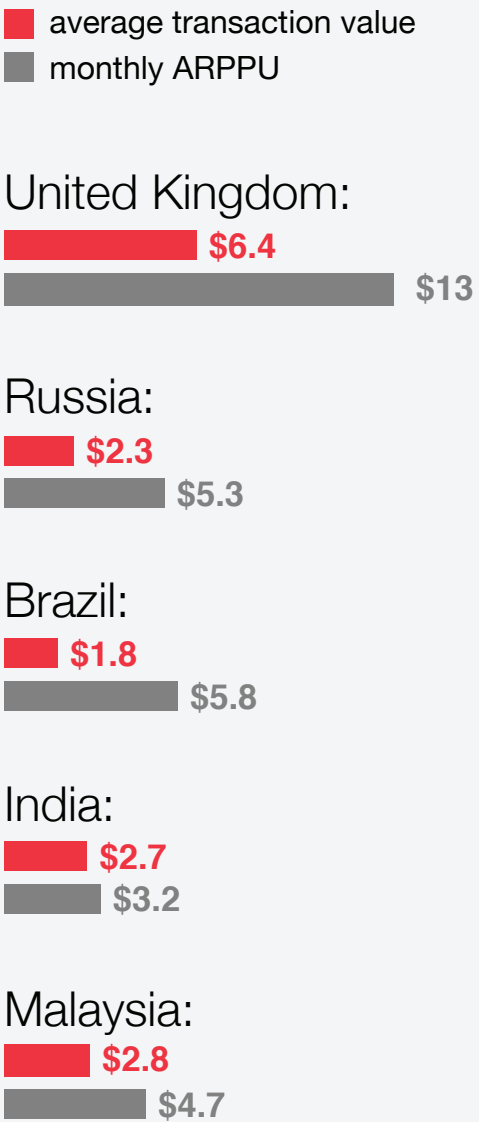 average transaction value
monthly ARPPU
United Kingdom:
$6.4
$13
Russia:
$2.3
$5.3
Brazil:
$1.8
$5.8
India:
$2.7
$3.2
Malaysia:
$2.8
$4.7